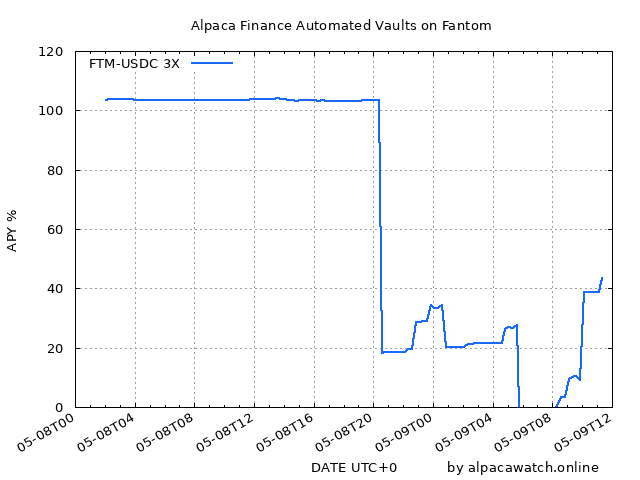 Alpaca Finance Automated Vaults on Fantom
120
FTM-USDC 3X
100
80
60
APY %
40
20
0
05-08T00
05-08T04
05-08T08
05-08T12
05-08T16
05-08T20
05-09T00
05-09T04
05-09T08
05-09T12
DATE UTC+0
by alpacawatch.online